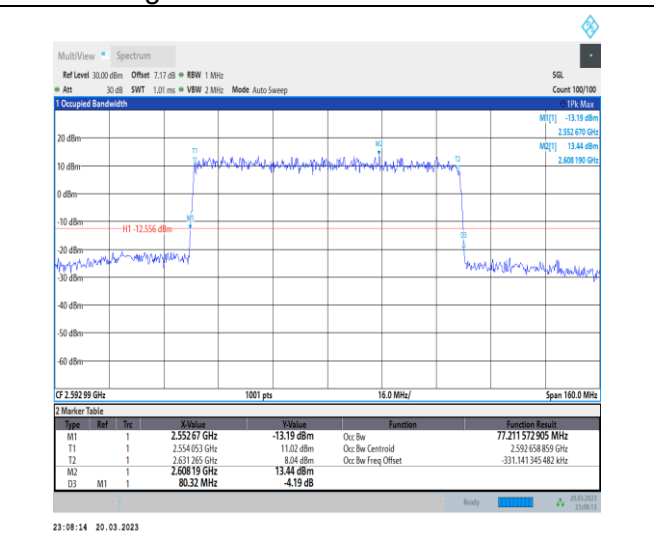 MultiView Spectrum
Ref Level 30.00 dBm Offset 7.17 dB RBW 1 MHz SGL
Att 30 dB SWT 1.01 ms VBW 2 MHz Mode Auto Sweep Count 100/100
1 Occupied Bandwidth 1Pk Max
M1[1] -13.19 dBm
2.552 670 GHz
M2[1] 13.44 dBm
2.608 190 GHz
20 dBm
M2
T1
T2
10 dBm
0 dBm
-10 dBm
M1
H1 -12.556 dBm
D3
-20 dBm
-30 dBm
-40 dBm
-50 dBm
-60 dBm
CF 2.592 99 GHz 1001 pts 16.0 MHz/ Span 160.0 MHz
2 Marker Table
Type Ref Trc X-Value Y-Value Function Function Result
M1 1 2.552 67 GHz -13.19 dBm Occ Bw 77.211 572 905 MHz
T1 1 2.554 053 GHz 11.02 dBm Occ Bw Centroid 2.592 658 859 GHz
T2 1 2.631 265 GHz 8.04 dBm Occ Bw Freq Offset -331.141 345 482 kHz
M2 1 2.608 19 GHz 13.44 dBm
D3 M1 1 80.32 MHz -4.19 dB
Ready 20.03.2023
23:08:13
23:08:14 20.03.2023